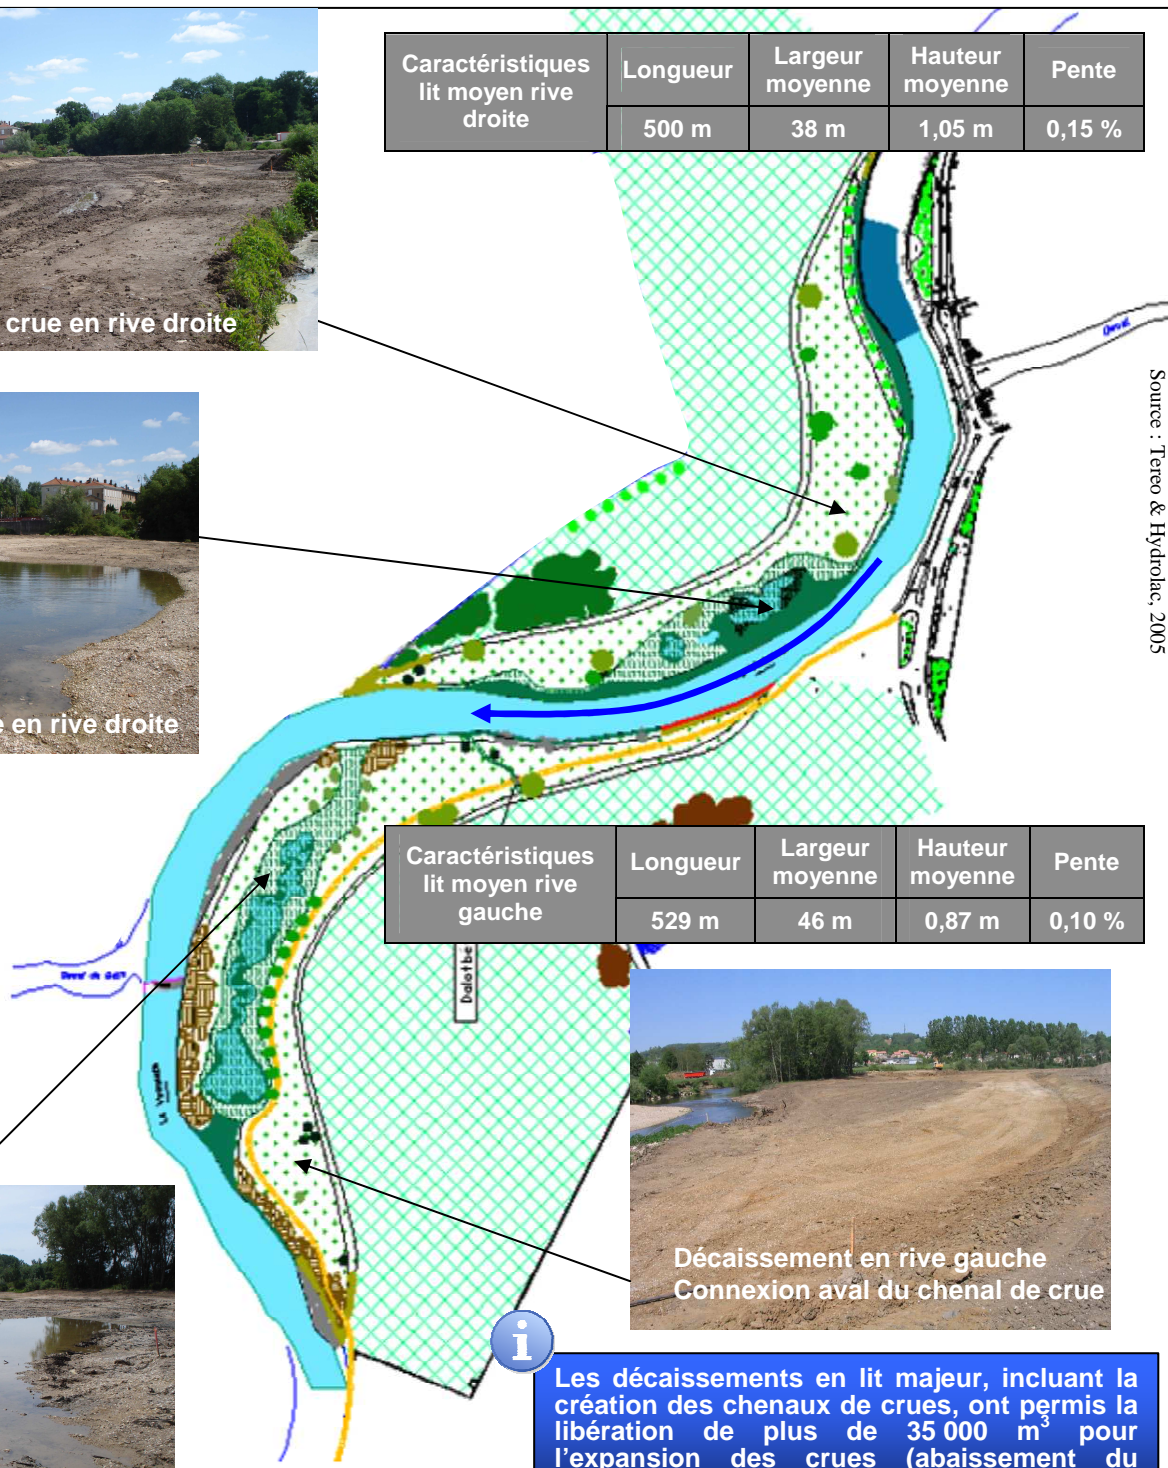 Caractéristiques lit moyen rive droite
Longueur
Largeur moyenne
Hauteur moyenne
Pente
500 m
38 m
1,05 m
0,15 %
crue en rive droite
Source : Tereo & Hydrolac, 2005
en rive droite
Caractéristiques lit moyen rive gauche
Longueur
Largeur moyenne
Hauteur moyenne
Pente
529 m
46 m
0,87 m
0,10 %
Dalotbé
Décaissement en rive gauche
Connexion aval du chenal de crue
i
Les décaissements en lit majeur, incluant la
création des chenaux de crues, ont permis la
libération de plus de 35 000 m³ pour
l'expansion des crues (abaissement du